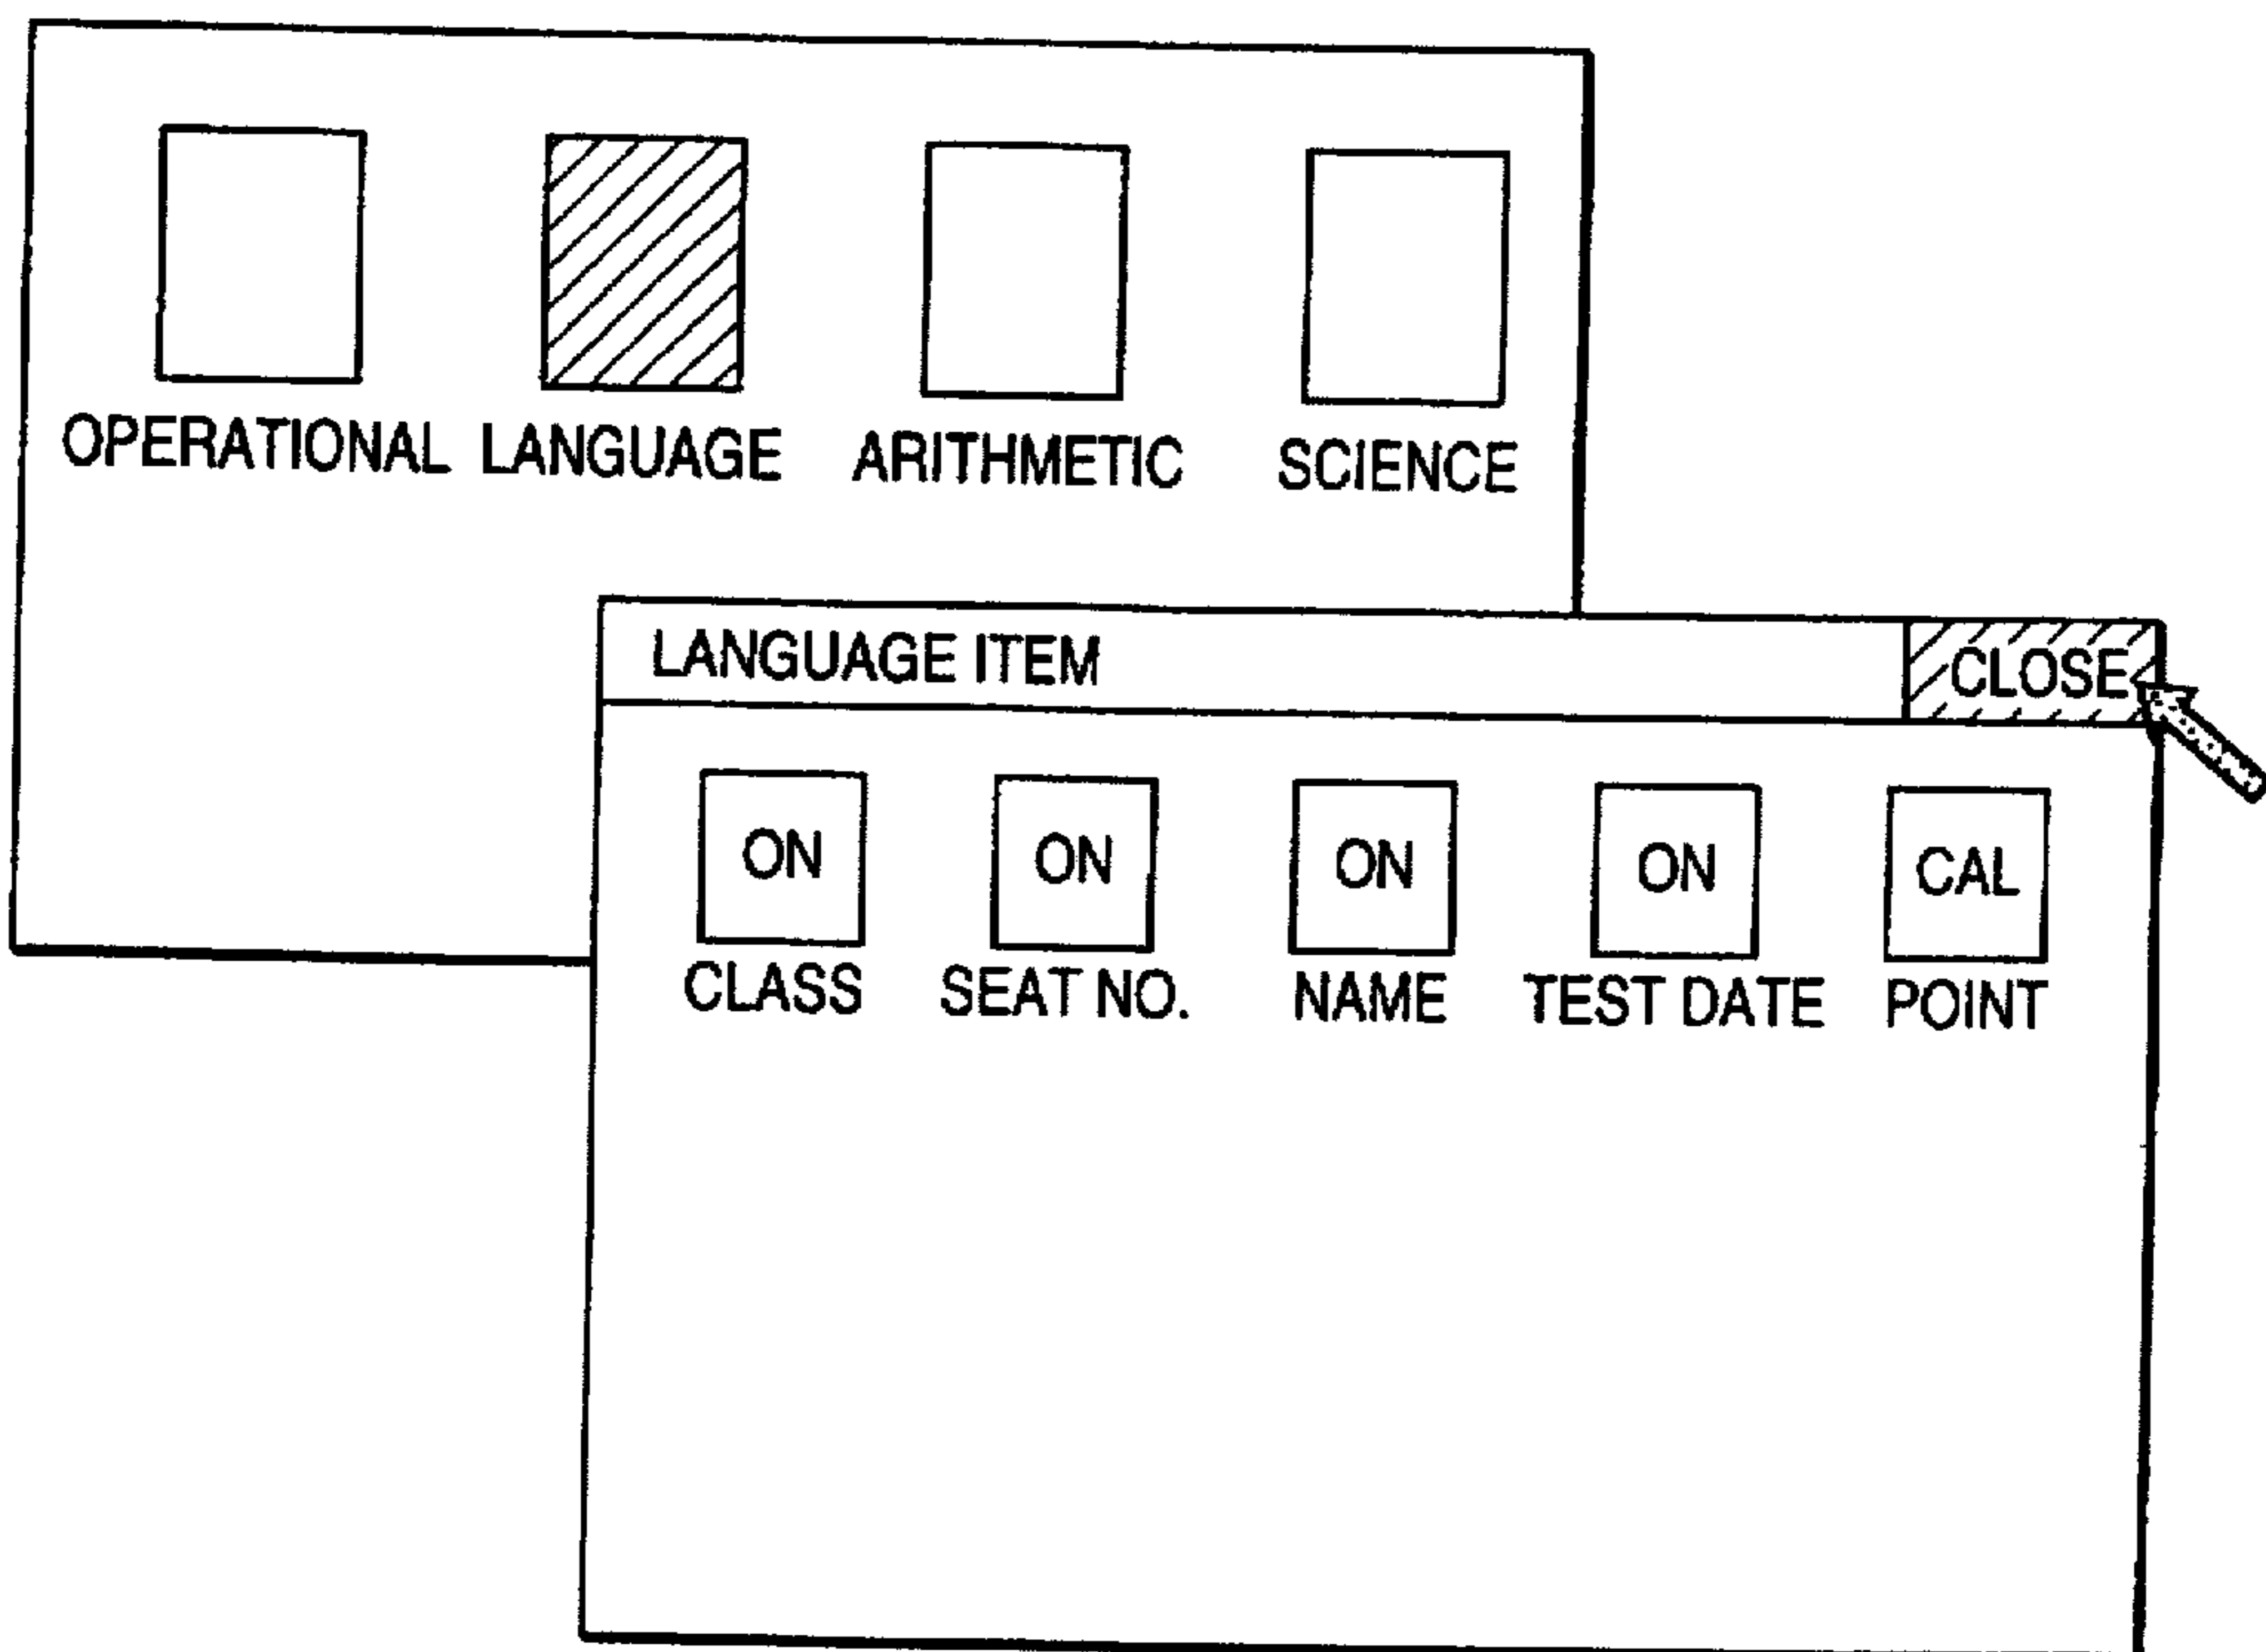 OPERATIONAL LANGUAGE ARITHMETIC SCIENCE
LANGUAGE ITEM CLOSE
ON ON ON ON CAL
CLASS SEAT NO. NAME TEST DATE POINT